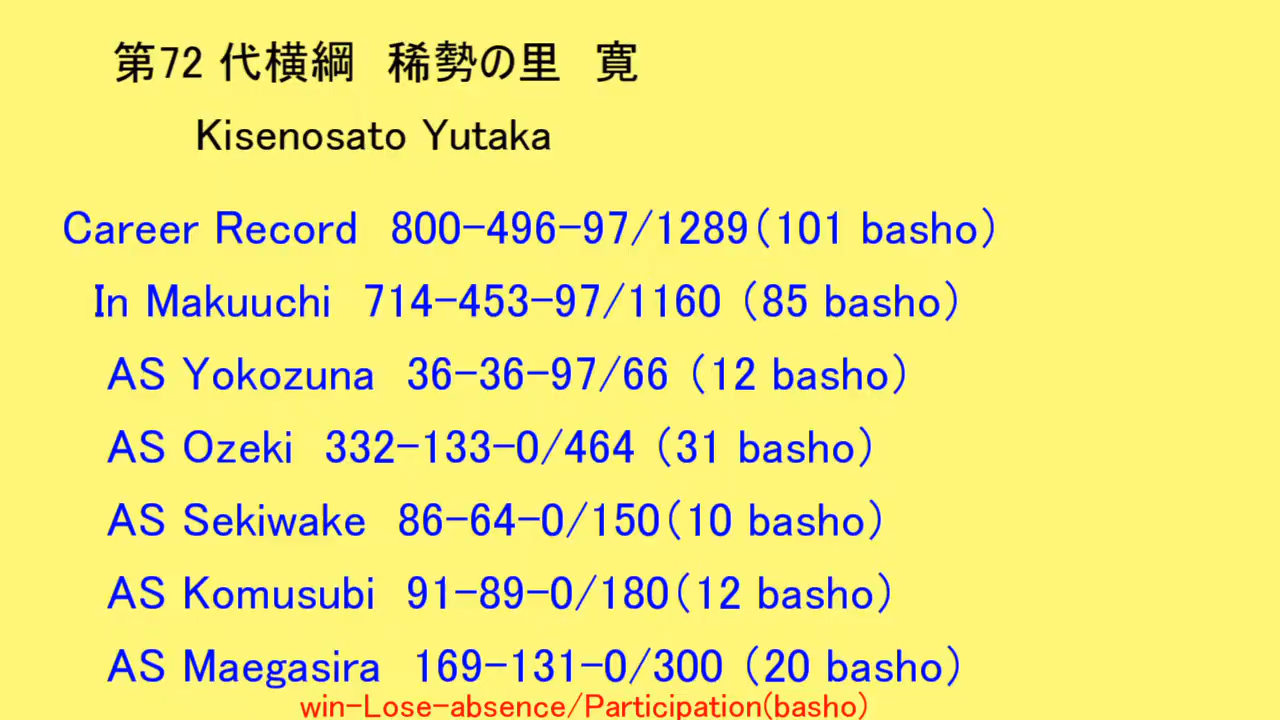 第72 代横綱 稀勢の里 寛
Kisenosato Yutaka
Career Record 800-496-97/1289(101 basho)
In Makuuchi 714-453-97/1160 (85 basho)
AS Yokozuna 36-36-97/66 (12 basho)
AS Ozeki 332-133-0/464 (31 basho)
AS Sekiwake 86-64-0/150(10 basho)
AS Komusubi 91-89-0/180(12 basho)
AS Maegasira 169-131-0/300 (20 basho)
win-Lose-absence/Participation(basho)